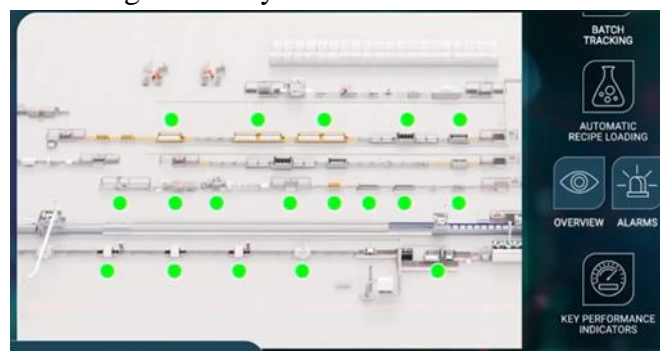 BATCH
TRACKING
AUTOMATIC
RECIPE LOADING
OVERVIEW
ALARMS
KEY PERFORMANCE
INDICATORS